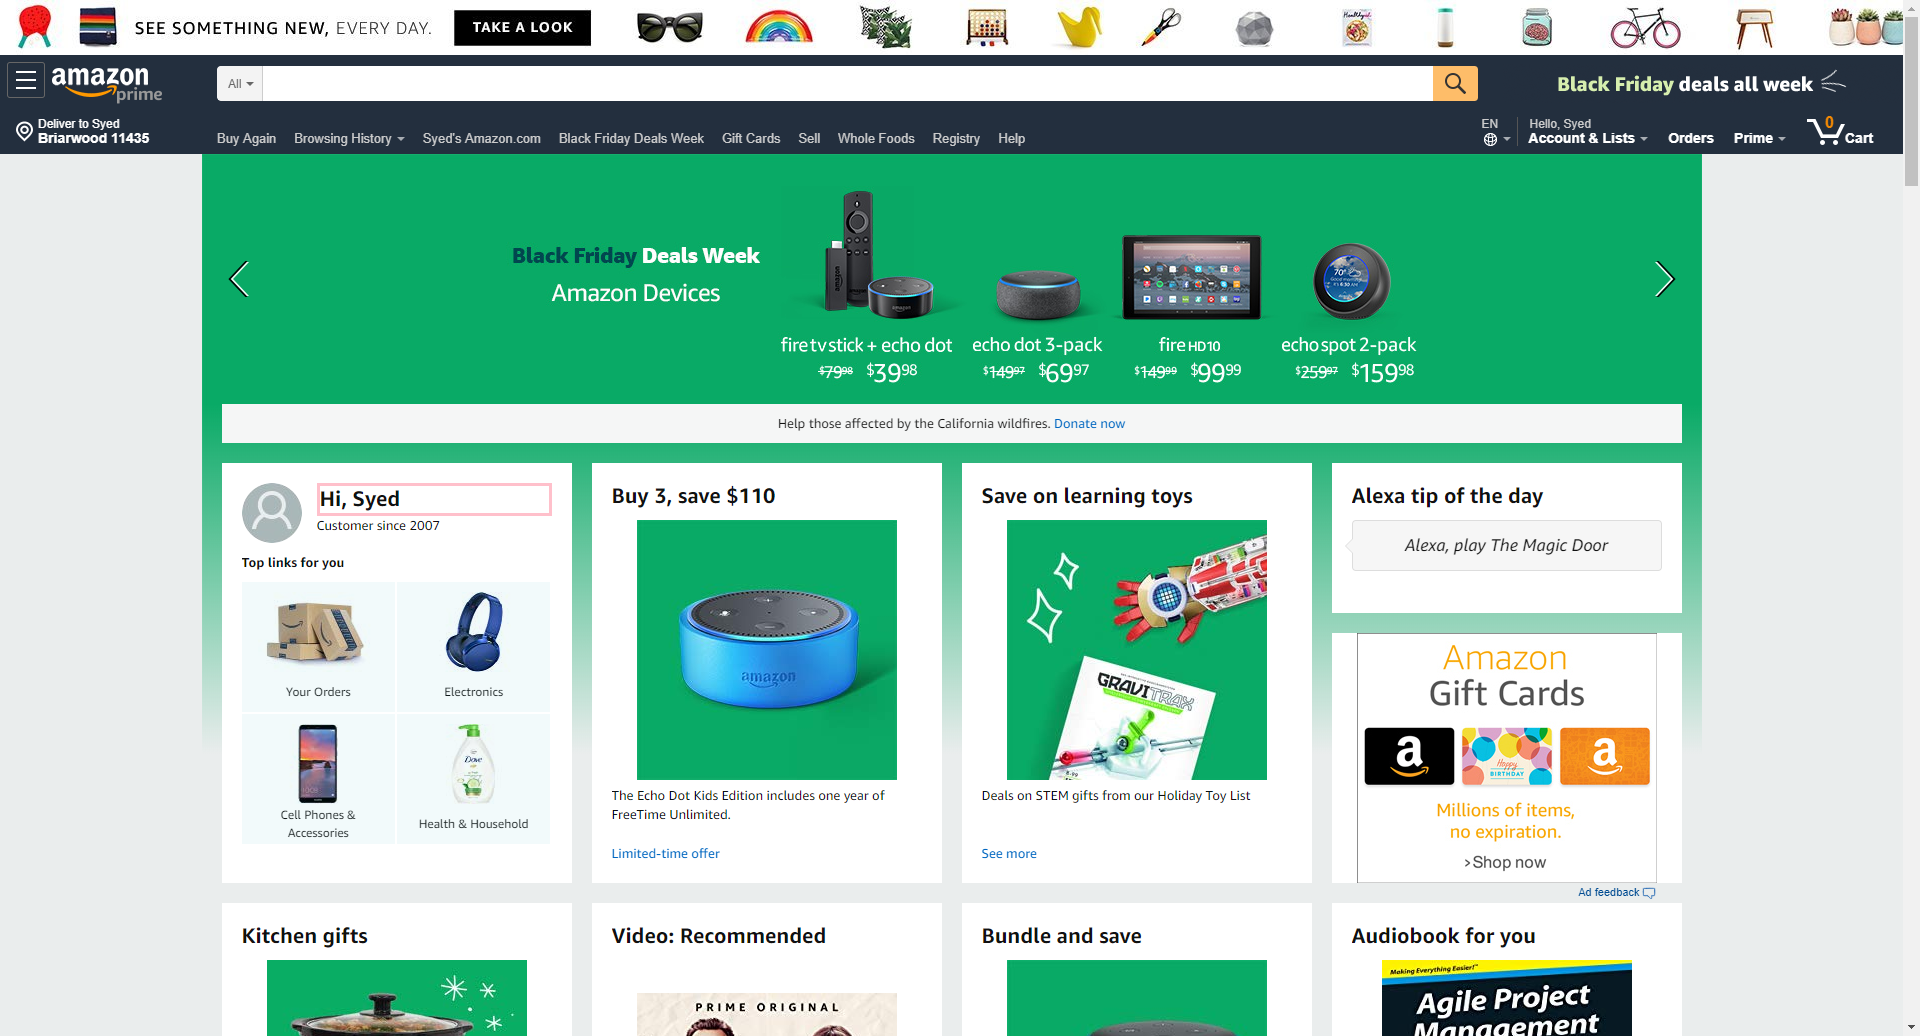 SEE SOMETHING NEW, EVERY DAY.
TAKE A LOOK
amazon prime
All
Black Friday deals all week
Deliver to Syed
Briarwood 11435
Buy Again
Browsing History
Syed's Amazon.com
Black Friday Deals Week
Gift Cards
Sell
Whole Foods
Registry
Help
EN
Hello, Syed
Account & Lists
Orders
Prime
0
Cart
Black Friday Deals Week
Amazon Devices
fire tv stick + echo dot
$79.98 $39.98
echo dot 3-pack
$149.97 $69.97
fire HD10
$149.99 $99.99
echo spot 2-pack
$259.97 $159.98
Help those affected by the California wildfires. Donate now
Hi, Syed
Customer since 2007
Top links for you
Your Orders
Electronics
Cell Phones &
Accessories
Dove
Health & Household
Buy 3, save $110
amazon
The Echo Dot Kids Edition includes one year of
FreeTime Unlimited.
Limited-time offer
Save on learning toys
GRAVITRAX
Deals on STEM gifts from our Holiday Toy List
See more
Alexa tip of the day
Alexa, play The Magic Door
Amazon
Gift Cards
Happy
BIRTHDAY
Millions of items,
no expiration.
>Shop now
Ad feedback
Kitchen gifts
Video: Recommended
PRIME ORIGINAL
Bundle and save
Audiobook for you
Making Everything Easier!™
Agile Project
Management